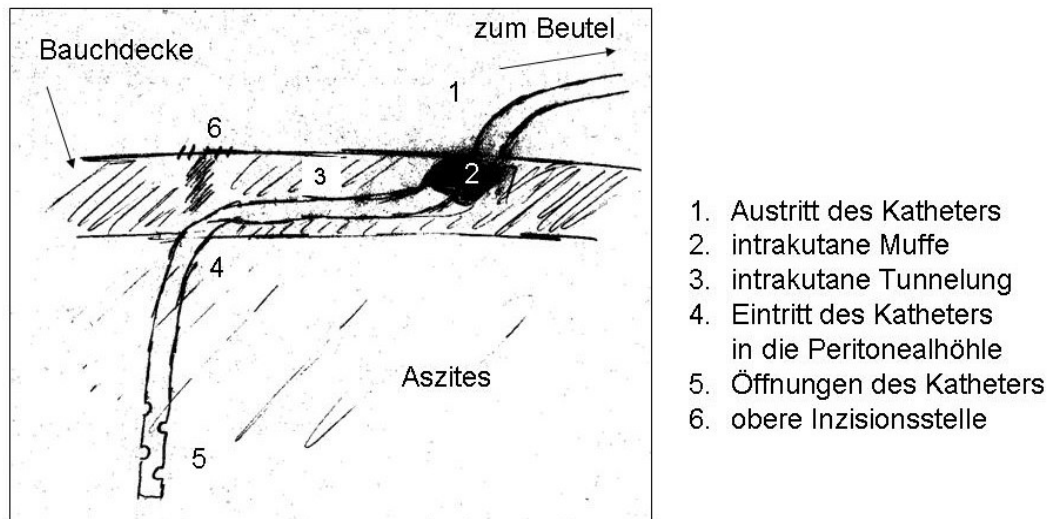 zum Beutel
Bauchdecke
1
6
2
3
4
Aszites
5
1. Austritt des Katheters
2. intrakutane Muffe
3. intrakutane Tunnelung
4. Eintritt des Katheters
in die Peritonealhöhle
5. Öffnungen des Katheters
6. obere Inzisionsstelle